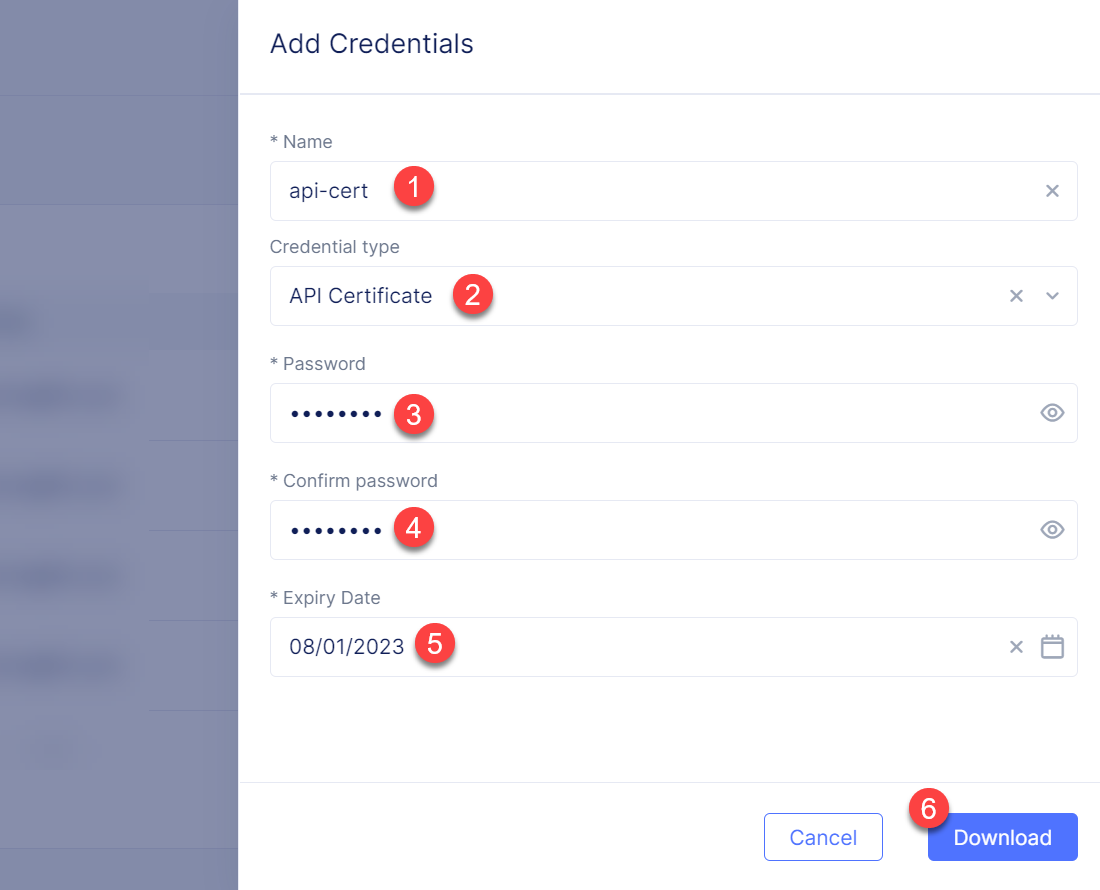 Add Credentials
* Name
api-cert 1
Credential type
API Certificate 2
* Password
•••••••• 3
* Confirm password
•••••••• 4
* Expiry Date
08/01/2023 5
6
Cancel Download